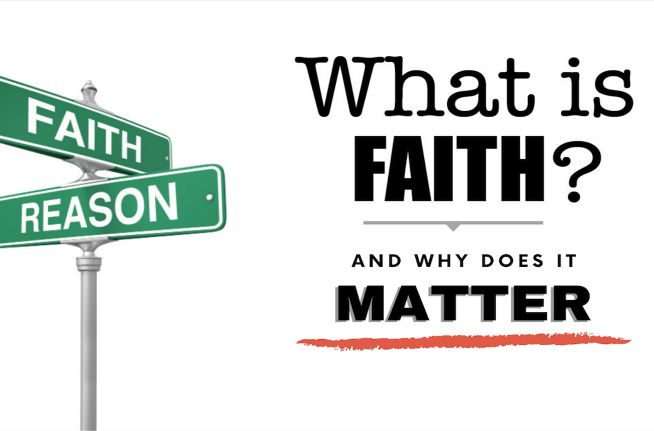 FAITH
REASON
What is
FAITH?
AND WHY DOES IT
MATTER